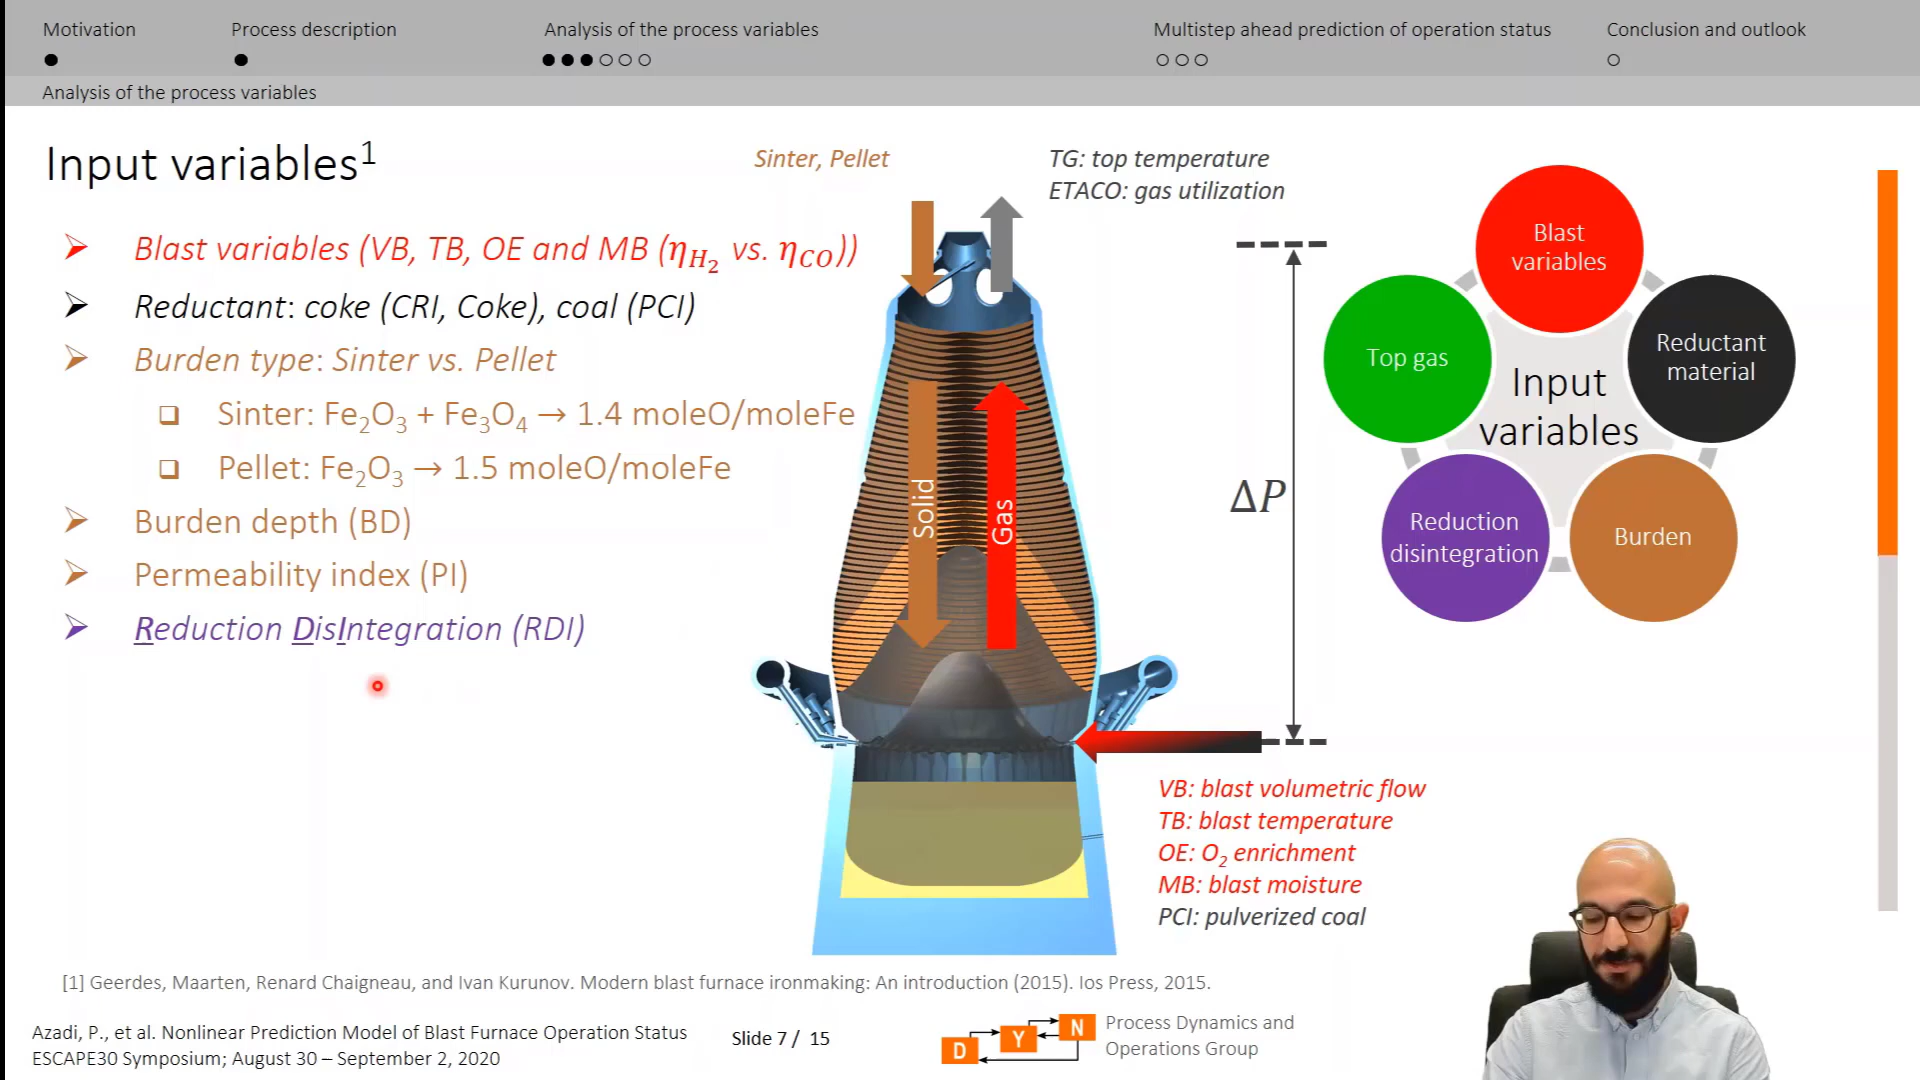 Motivation
Process description
Analysis of the process variables
Multistep ahead prediction of operation status
Conclusion and outlook
Analysis of the process variables
Input variables¹
Blast variables (VB, TB, OE and MB (η_H₂ vs. η_CO))
Reductant: coke (CRI, Coke), coal (PCI)
Burden type: Sinter vs. Pellet
Sinter: Fe₂O₃ + Fe₃O₄ → 1.4 moleO/moleFe
Pellet: Fe₂O₃ → 1.5 moleO/moleFe
Burden depth (BD)
Permeability index (PI)
Reduction DisIntegration (RDI)
Sinter, Pellet
TG: top temperature
ETACO: gas utilization
Solid
Gas
ΔP
VB: blast volumetric flow
TB: blast temperature
OE: O₂ enrichment
MB: blast moisture
PCI: pulverized coal
Blast
variables
Top gas
Reductant
material
Input
variables
Reduction
disintegration
Burden
[1] Geerdes, Maarten, Renard Chaigneau, and Ivan Kurunov. Modern blast furnace ironmaking: An introduction (2015). Ios Press, 2015.
Azadi, P., et al. Nonlinear Prediction Model of Blast Furnace Operation Status
ESCAPE30 Symposium; August 30 – September 2, 2020
Slide 7 / 15
D Y N
Process Dynamics and
Operations Group